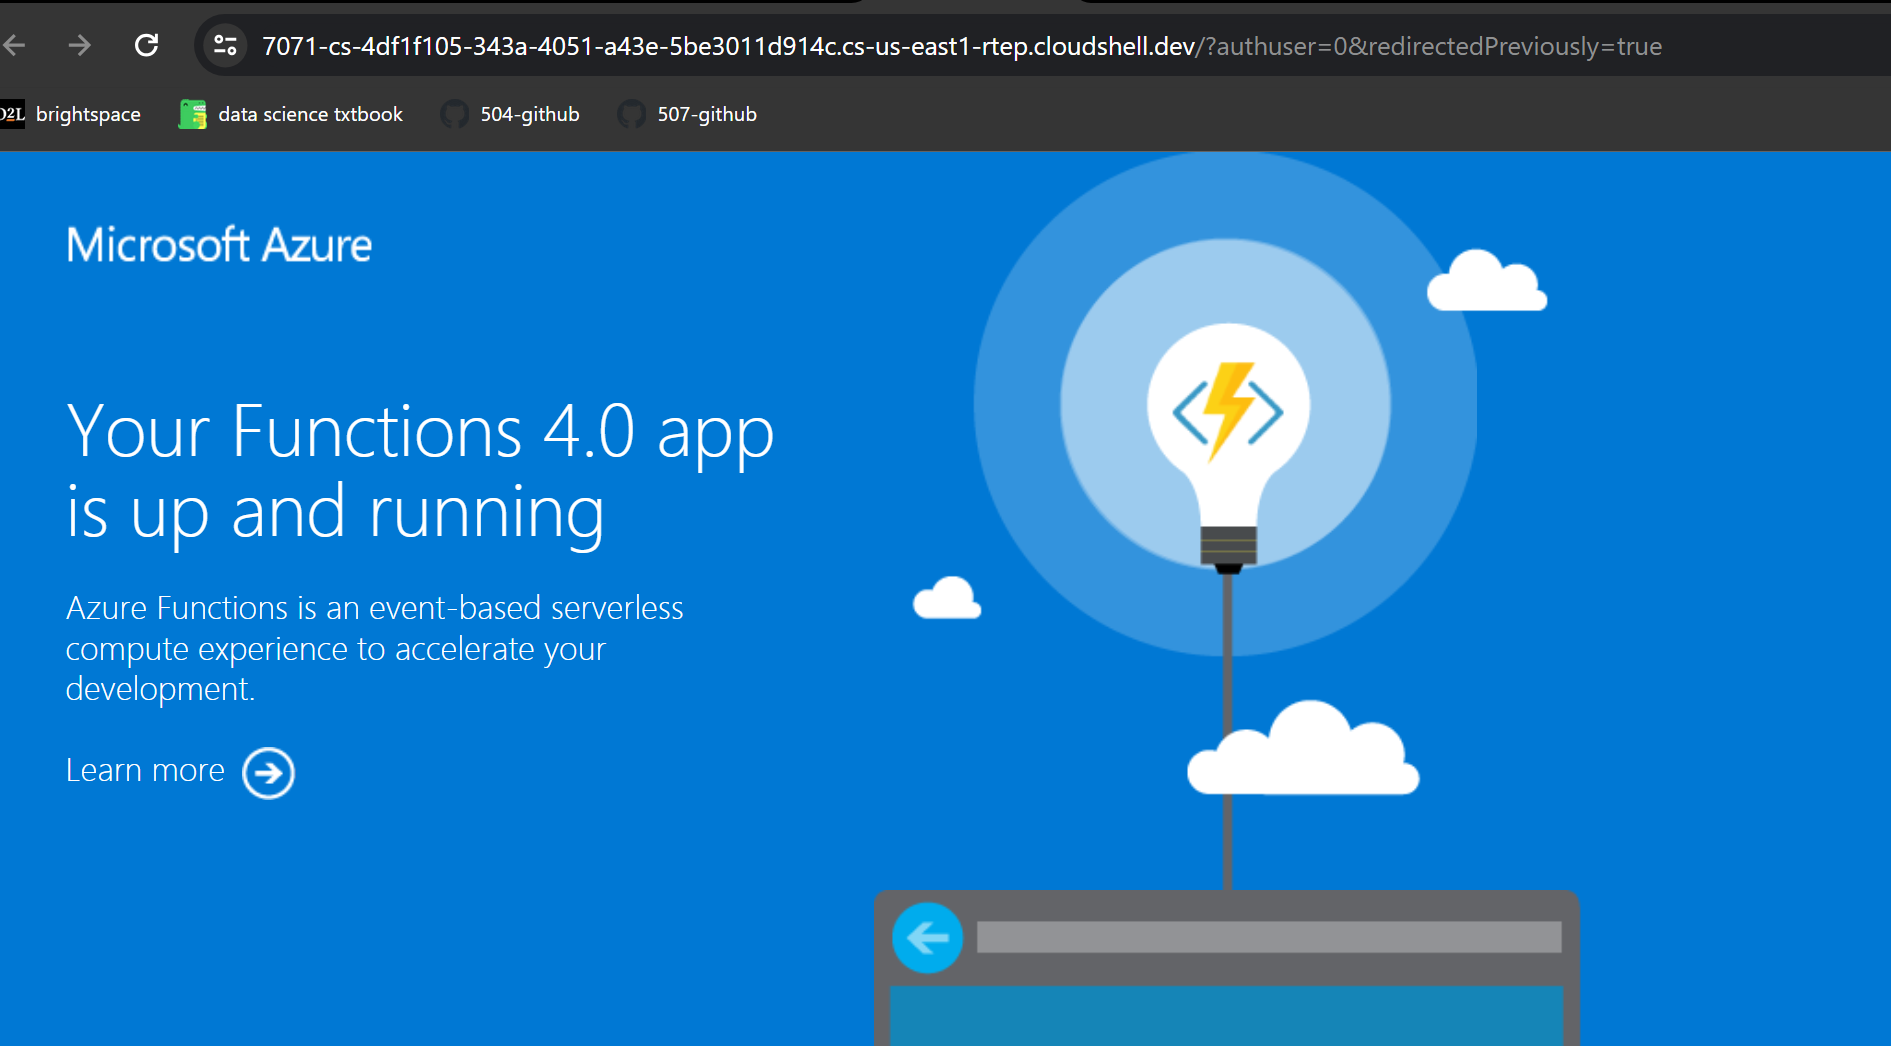 7071-cs-4df1f105-343a-4051-a43e-5be3011d914c.cs-us-east1-rtep.cloudshell.dev/?authuser=0&redirectedPreviously=true
D2L brightspace data science txtbook 504-github 507-github
Microsoft Azure
Your Functions 4.0 app
is up and running
Azure Functions is an event-based serverless
compute experience to accelerate your
development.
Learn more